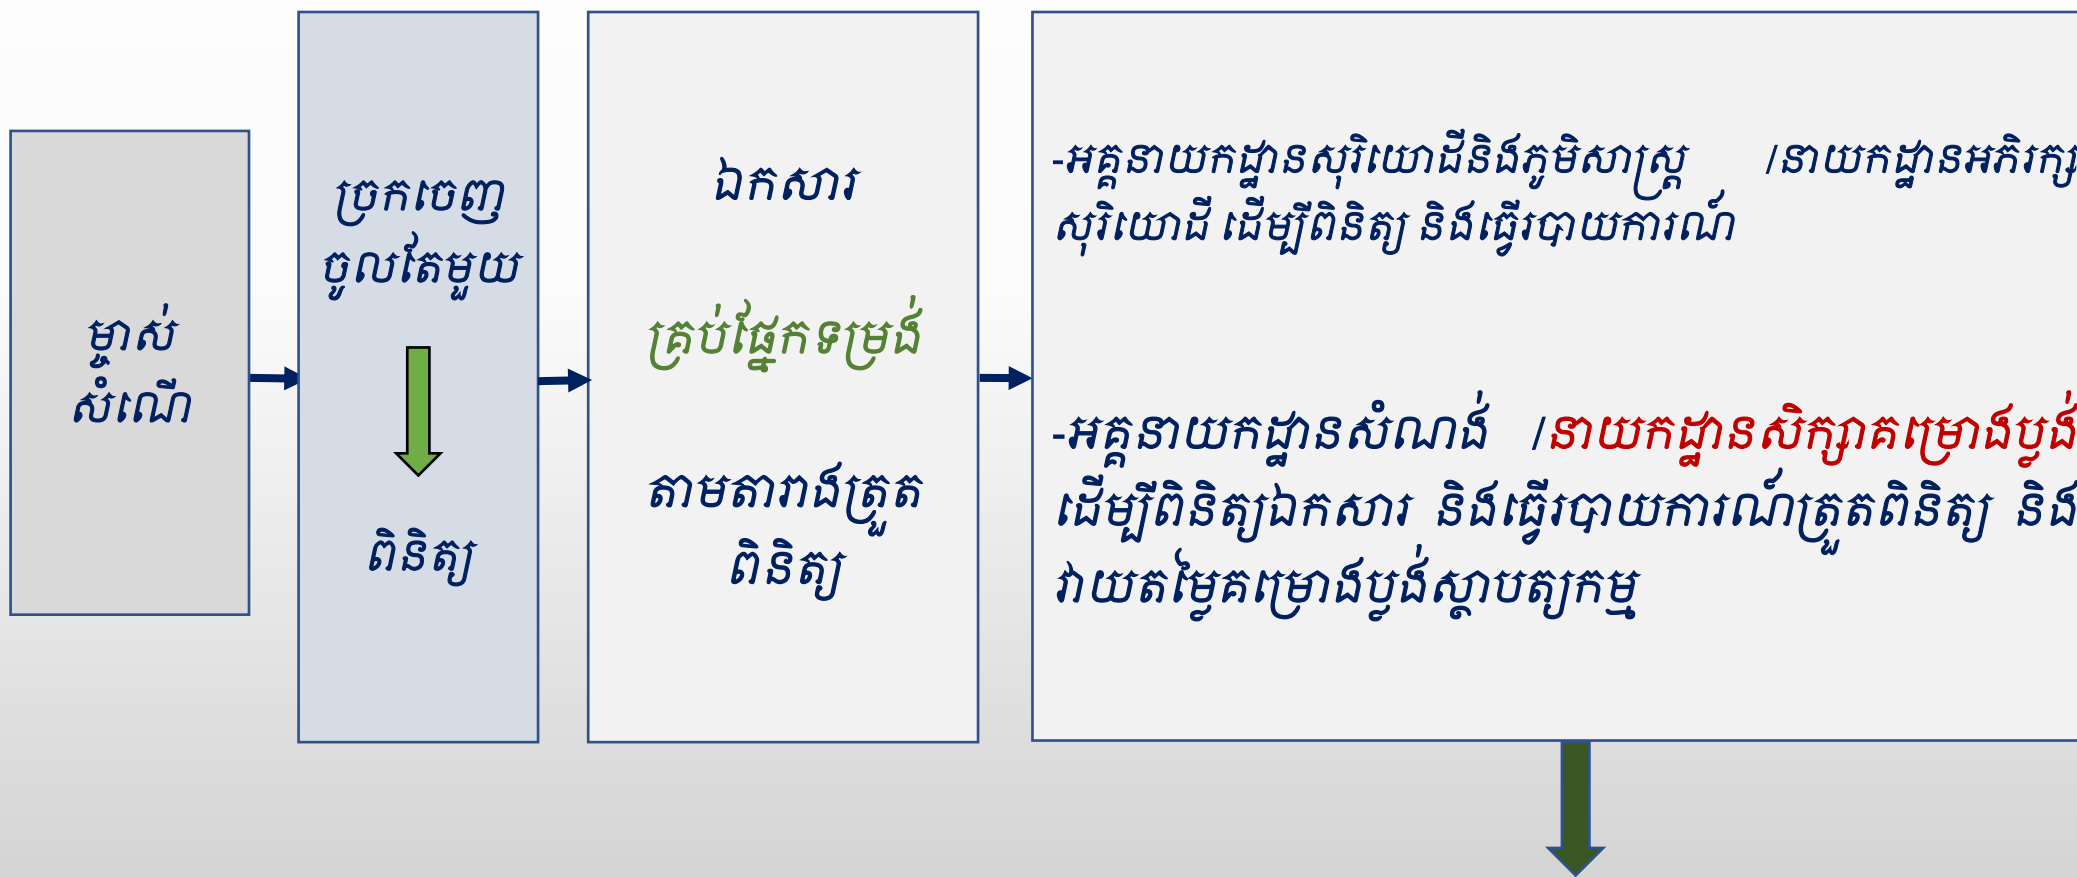 ម្ចាស់
សំណើ
ច្រកចេញ
ចូលតែមួយ
ពិនិត្យ
ឯកសារ
គ្រប់ផ្នែកទម្រង់
តាមតារាងត្រួត
ពិនិត្យ
-អគ្គនាយកដ្ឋានសុរិយោដីនិងភូមិសាស្ត្រ /នាយកដ្ឋានអភិរក្ស
សុរិយោដី ដើម្បីពិនិត្យ និងធ្វើរបាយការណ៍
-អគ្គនាយកដ្ឋានសំណង់ /នាយកដ្ឋានសិក្សាគម្រោងប្លង់
ដើម្បីពិនិត្យឯកសារ និងធ្វើរបាយការណ៍ត្រួតពិនិត្យ និង
វាយតម្លៃគម្រោងប្លង់ស្ថាបត្យកម្ម